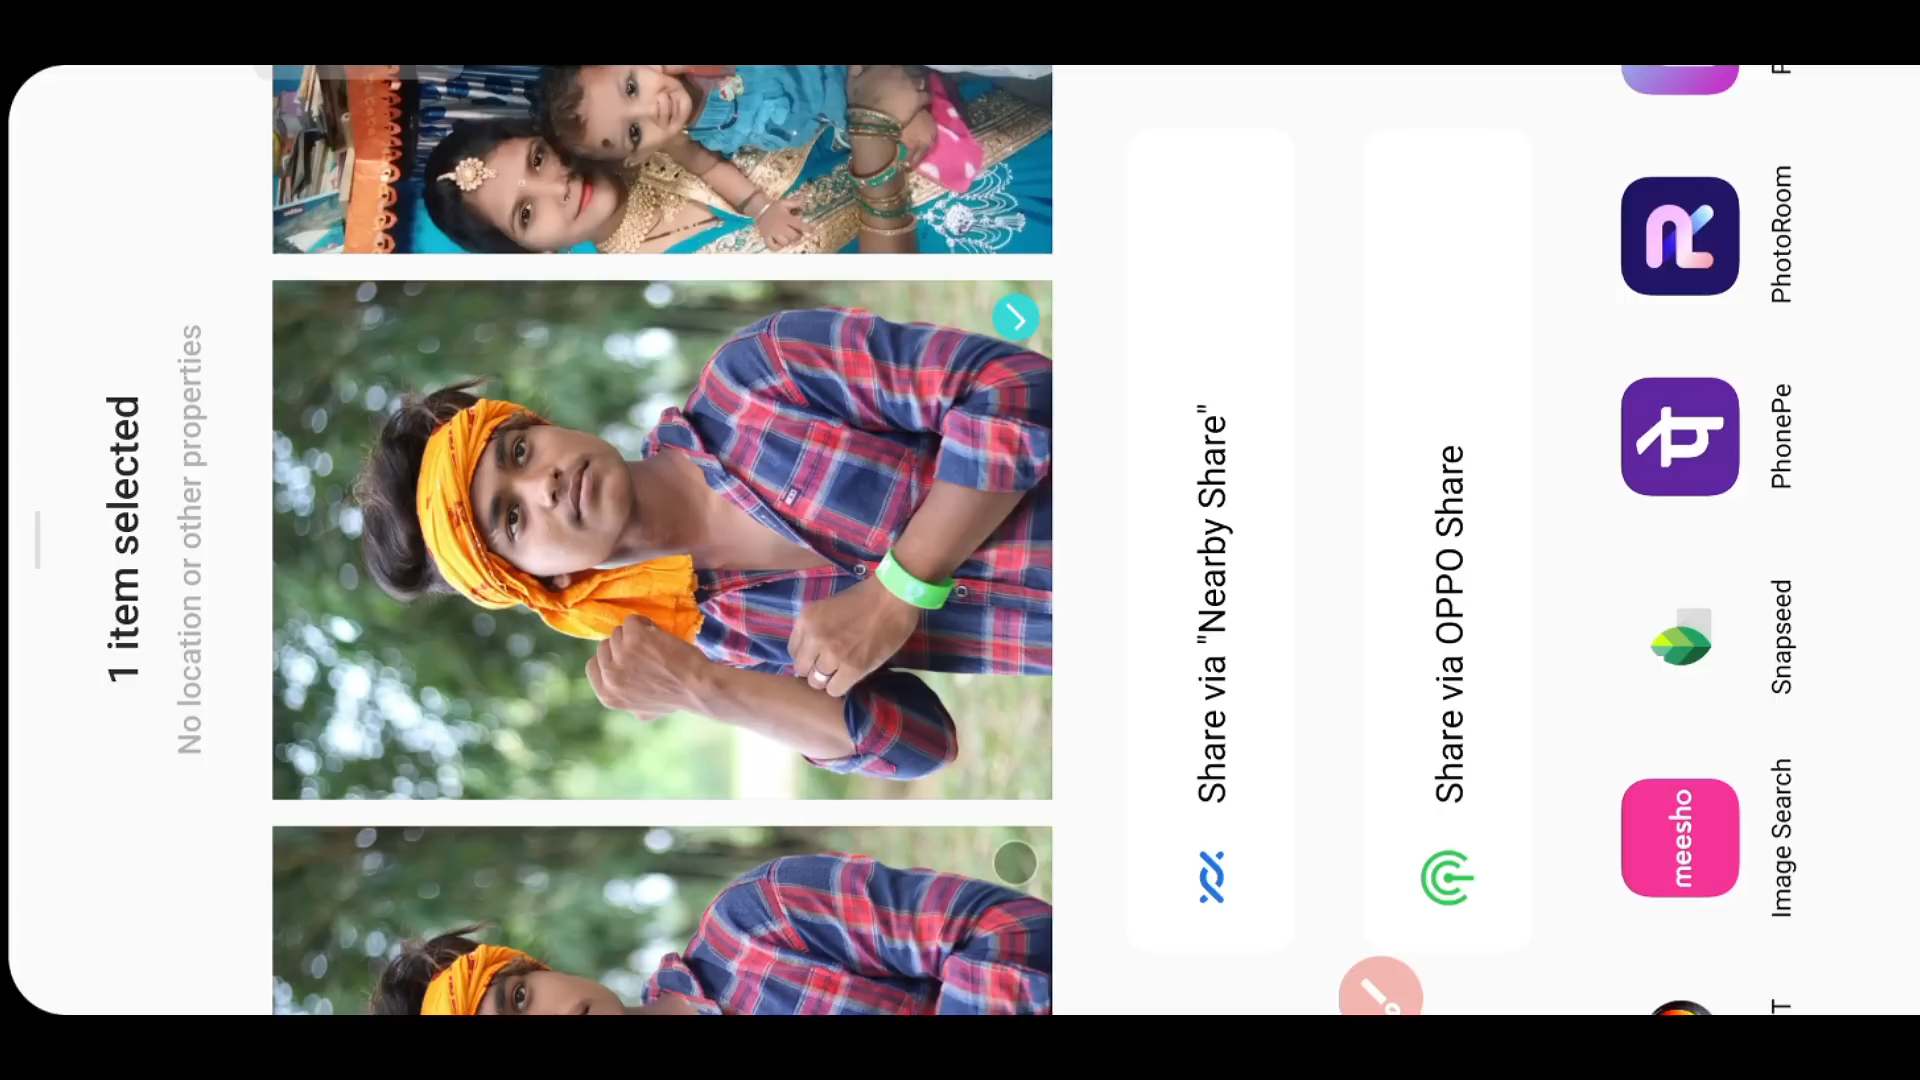 1 item selected
No location or other properties
Share via "Nearby Share"
Share via OPPO Share
meesho
Image Search
Snapseed
PhonePe
PhotoRoom